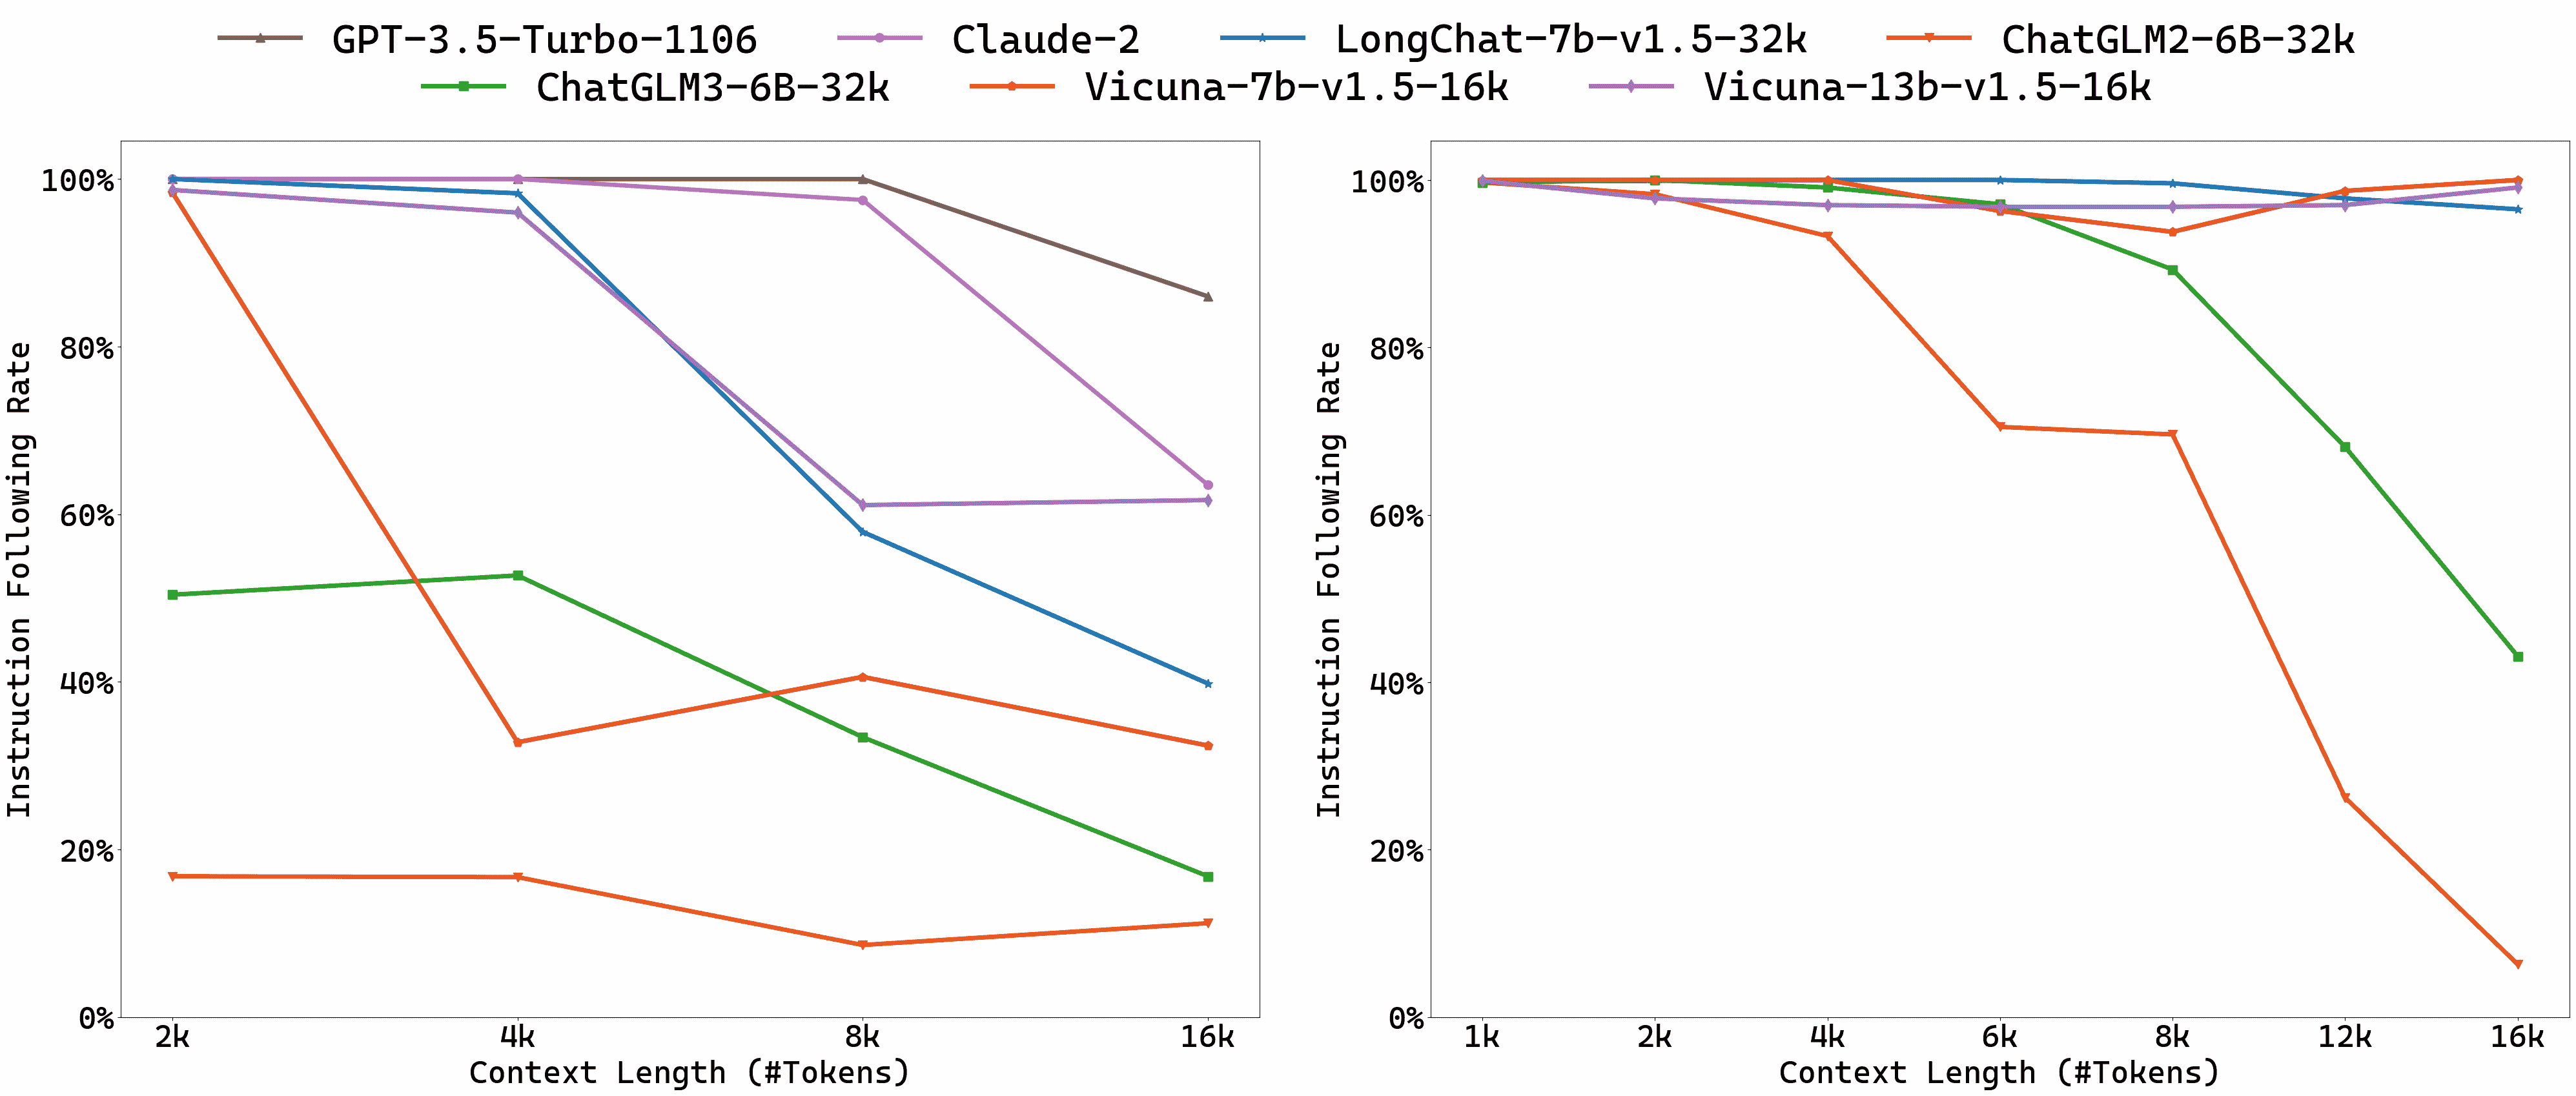 GPT-3.5-Turbo-1106 Claude-2 LongChat-7b-v1.5-32k ChatGLM2-6B-32k
ChatGLM3-6B-32k Vicuna-7b-v1.5-16k Vicuna-13b-v1.5-16k
Instruction Following Rate
100%
80%
60%
40%
20%
0%
2k 4k 8k 16k
Context Length (#Tokens)
Instruction Following Rate
100%
80%
60%
40%
20%
0%
1k 2k 4k 6k 8k 12k 16k
Context Length (#Tokens)